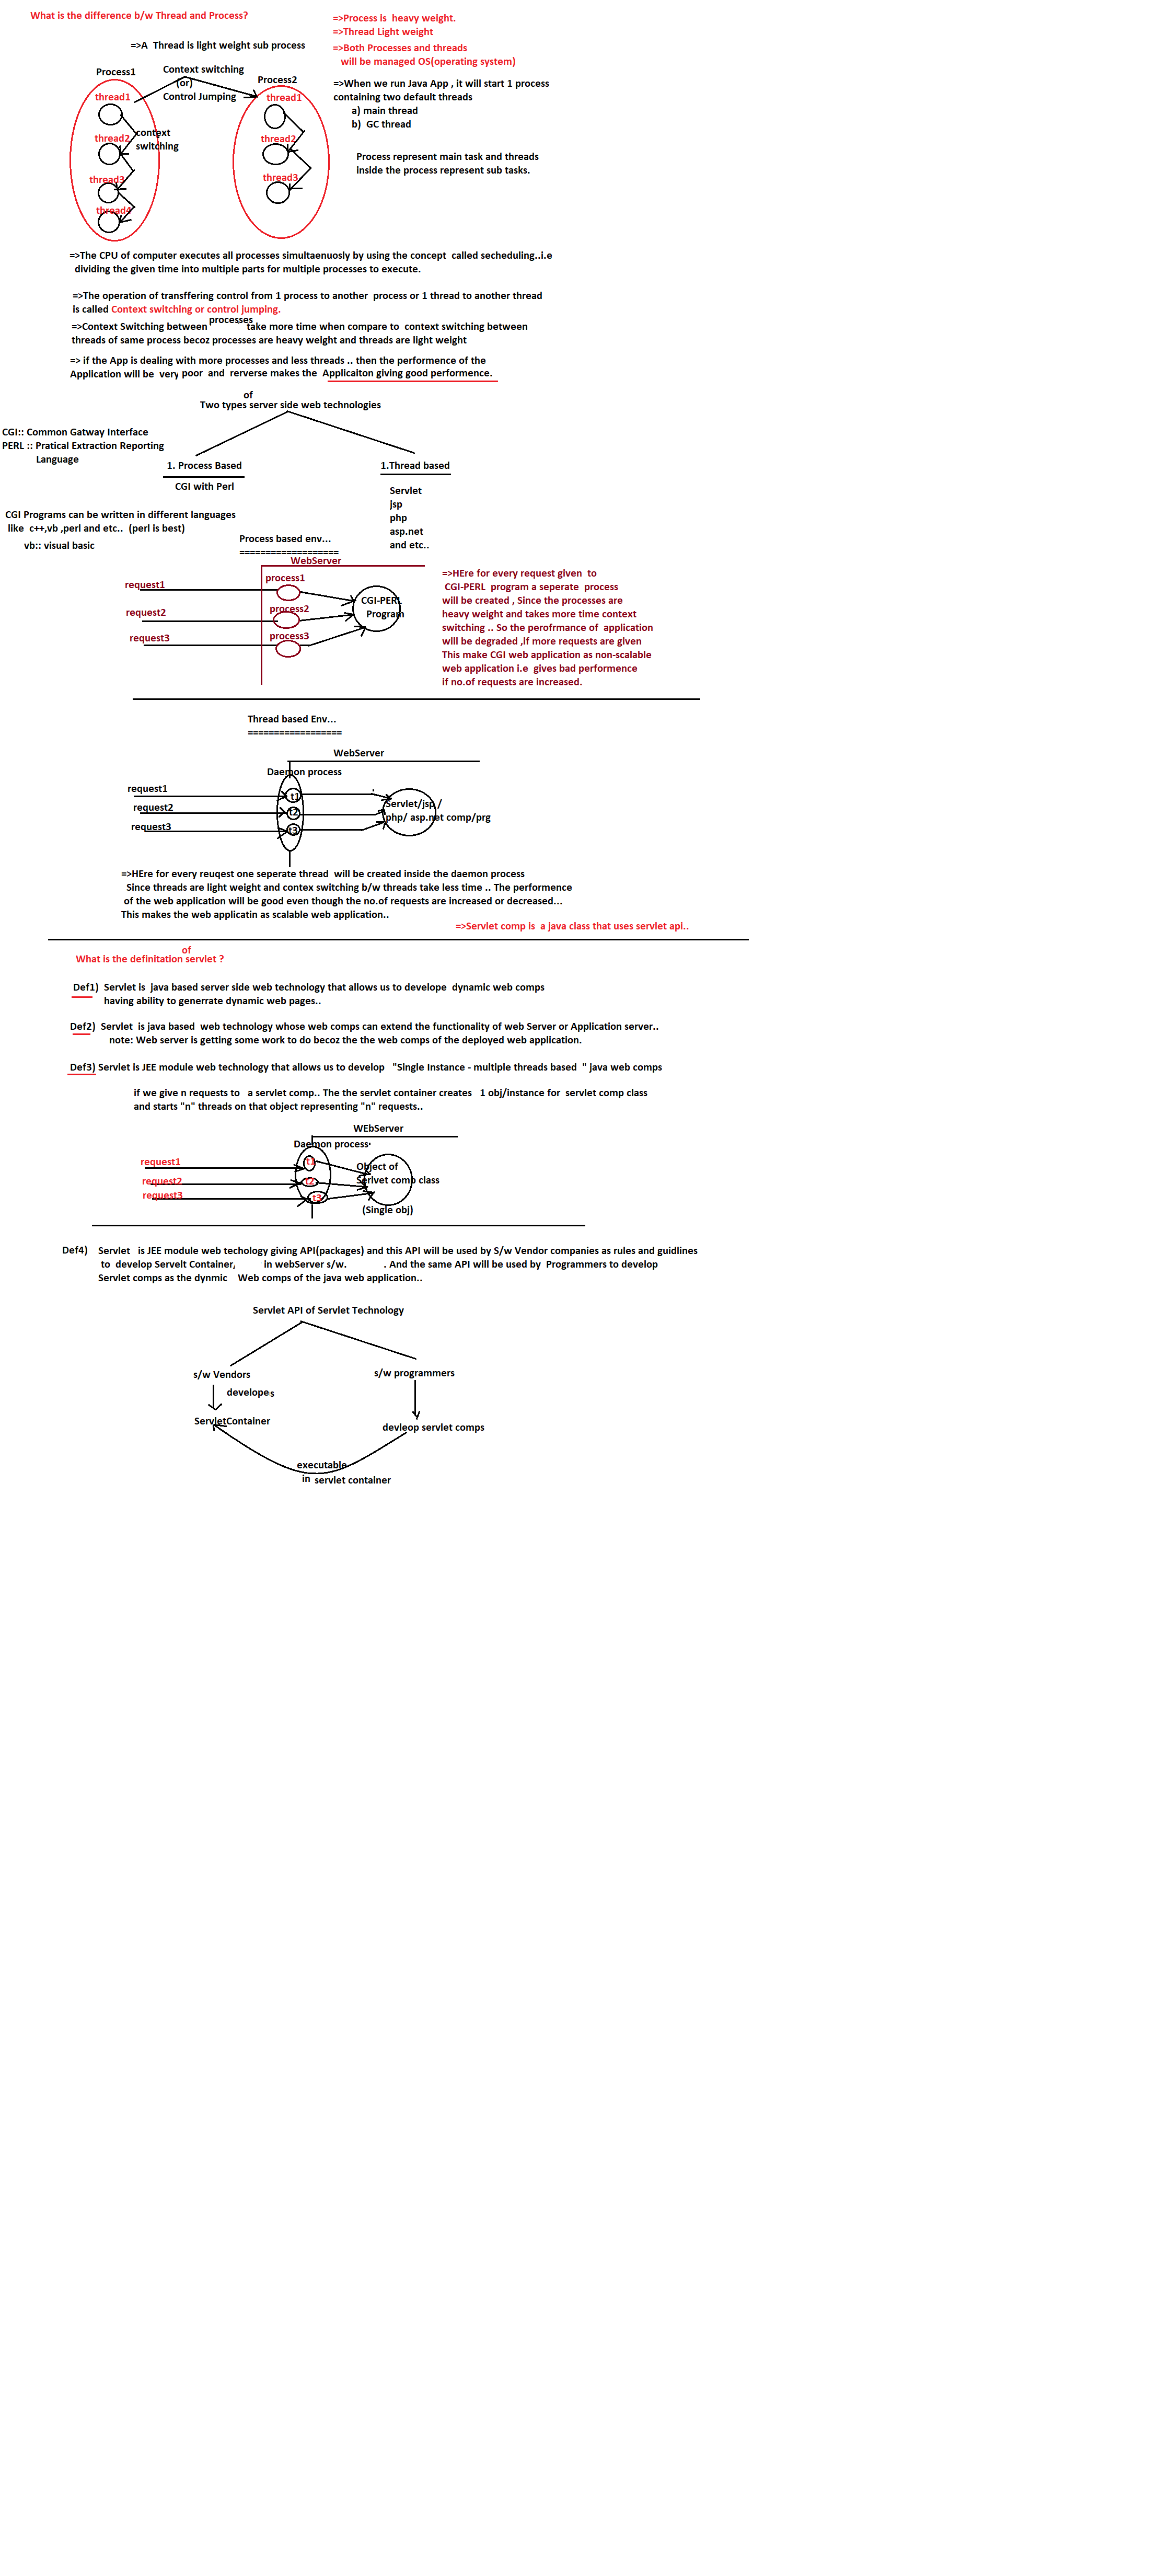 What is the difference b/w Thread and Process?
=>Process is  heavy weight.
=>Thread Light weight
=>A  Thread is light weight sub process
=>Both Processes and threads
will be managed OS(operating system)
Process1
Context switching
(or)
Control Jumping
Process2
thread1
thread2
thread3
thread4
context
switching
thread1
thread2
thread3
=>When we run Java App , it will start 1 process
containing two default threads
a) main thread
b)  GC thread
Process represent main task and threads
inside the process represent sub tasks.
=>The CPU of computer executes all processes simultaenuosly by using the concept  called secheduling..i.e
dividing the given time into multiple parts for multiple processes to execute.
=>The operation of transffering control from 1 process to another  process or 1 thread to another thread
is called Context switching or control jumping.
=>Context Switching between processes take more time when compare to  context switching between
threads of same process becoz processes are heavy weight and threads are light weight
=> if the App is dealing with more processes and less threads .. then the performance of the
Application will be  very poor  and  rerverse makes the  Applicaiton giving good performence.
of
Two types server side web technologies
CGI:: Common Gatway Interface
PERL :: Pratical Extraction Reporting
Language
1. Process Based
CGI with Perl
1.Thread based
Servlet
jsp
php
asp.net
and etc..
CGI Programs can be written in different languages
like  c++,vb ,perl and etc..  (perl is best)
vb:: visual basic
Process based env...
===================
WebServer
request1
request2
request3
process1
process2
process3
CGI-PERL
Program
=>HEre for every request given  to
CGI-PERL  program a seperate  process
will be created , Since the processes are
heavy weight and takes more time context
switching .. So the perofrmance of  application
will be degraded ,if more requests are given
This make CGI web application as non-scalable
web application i.e  gives bad performence
if no.of requests are increased.
Thread based Env...
==================
WebServer
Daemon process
request1
request2
request3
t1
t2
t3
Servlet/jsp /
php/ asp.net comp/prg
=>HEre for every reuqest one seperate thread  will be created inside the daemon process
Since threads are light weight and contex switching b/w threads take less time .. The performence
of the web application will be good even though the no.of requests are increased or decreased...
This makes the web applicatin as scalable web application..
=>Servlet comp is  a java class that uses servlet api..
of
What is the definitation servlet ?
Def1)  Servlet is  java based server side web technology that allows us to develope  dynamic web comps
having ability to generrate dynamic web pages..
Def2)  Servlet  is java based  web technology whose web comps can extend the functionality of web Server or Application server..
note: Web server is getting some work to do becoz the the web comps of the deployed web application.
Def3) Servlet is JEE module web technology that allows us to develop   "Single Instance - multiple threads based  " java web comps
if we give n requests to   a servlet comp.. The the servlet container creates   1 obj/instance for  servlet comp class
and starts "n" threads on that object representing "n" requests..
WEbServer
Daemon process
request1
request2
request3
t1
t2
t3
Object of
Serlvet comp class
(Single obj)
Def4)    Servlet   is JEE module web techology giving API(packages) and this API will be used by S/w Vendor companies as rules and guidlines
to  develop Servelt Container,  in webServer s/w.  . And the same API will be used by  Programmers to develop
Servlet comps as the dynmic    Web comps of the java web application..
Servlet API of Servlet Technology
s/w Vendors
developes
ServletContainer
s/w programmers
devleop servlet comps
executable
in servlet container